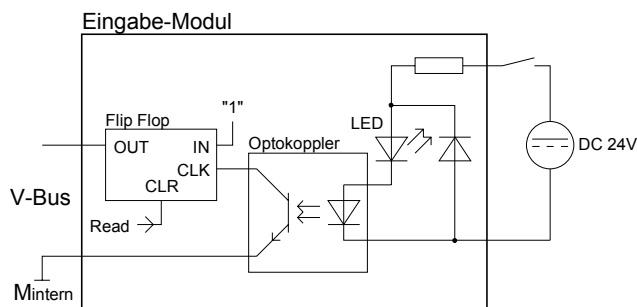 Eingabe-Modul
"1"
Flip Flop
LED
OUT
IN
Optokoppler
DC 24V
CLK
CLR
V-Bus
Read
Mintern